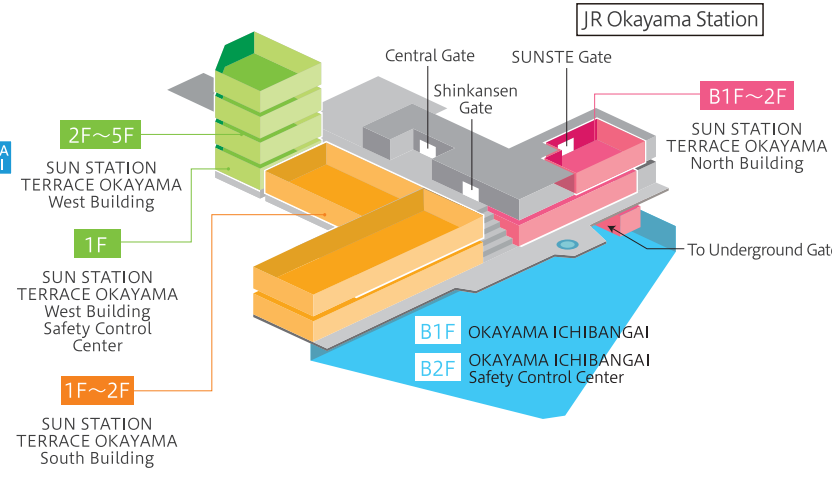 JR Okayama Station
Central Gate
SUNSTE Gate
Shinkansen
Gate
B1F～2F
SUN STATION
TERRACE OKAYAMA
North Building
2F～5F
SUN STATION
TERRACE OKAYAMA
West Building
1F
SUN STATION
TERRACE OKAYAMA
West Building
Safety Control
Center
To Underground Gate
B1F OKAYAMA ICHIBANGAI
B2F OKAYAMA ICHIBANGAI
Safety Control Center
1F～2F
SUN STATION
TERRACE OKAYAMA
South Building